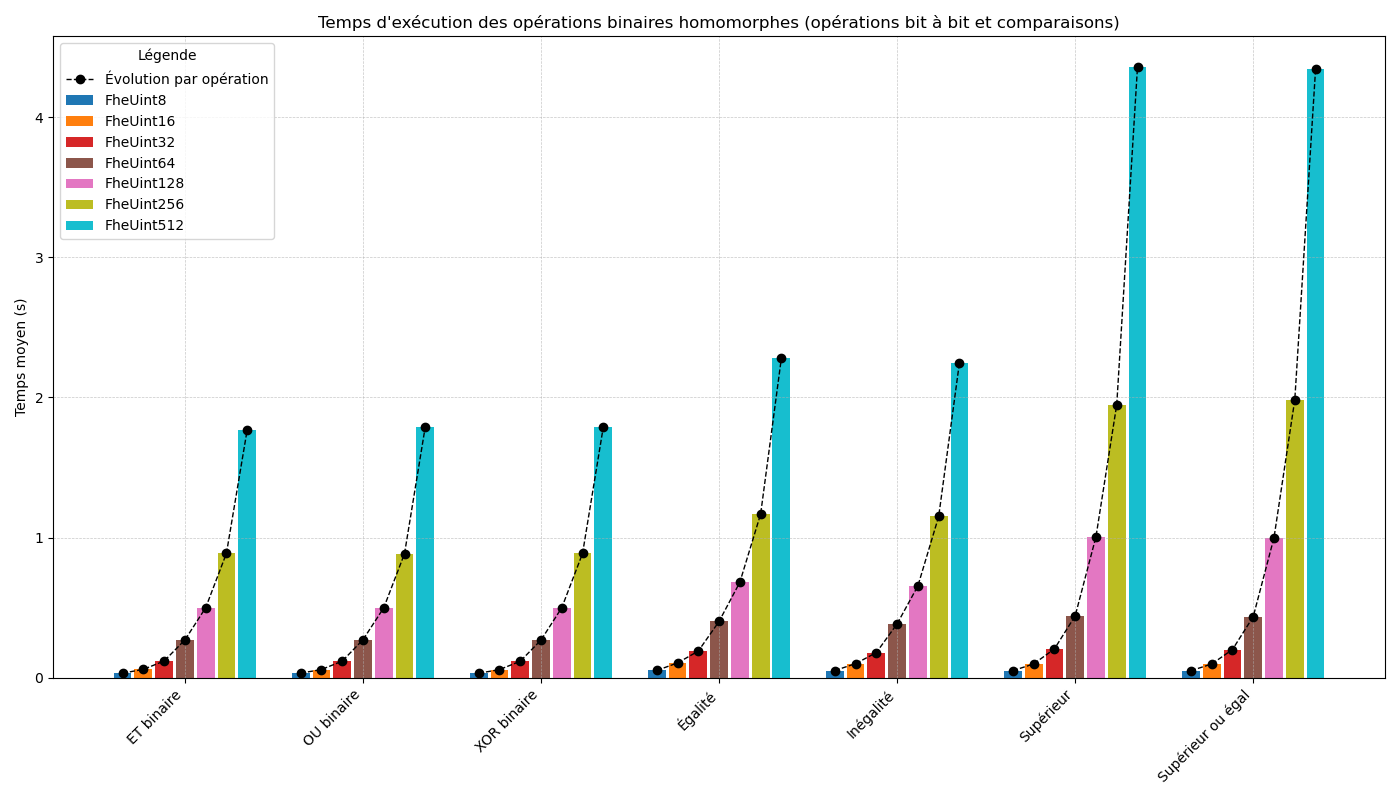 Temps d'exécution des opérations binaires homomorphes (opérations bit à bit et comparaisons)
Légende
Évolution par opération
FheUint8
FheUint16
FheUint32
FheUint64
FheUint128
FheUint256
FheUint512
Temps moyen (s)
4
3
2
1
0
ET binaire
OU binaire
XOR binaire
Égalité
Inégalité
Supérieur
Supérieur ou égal